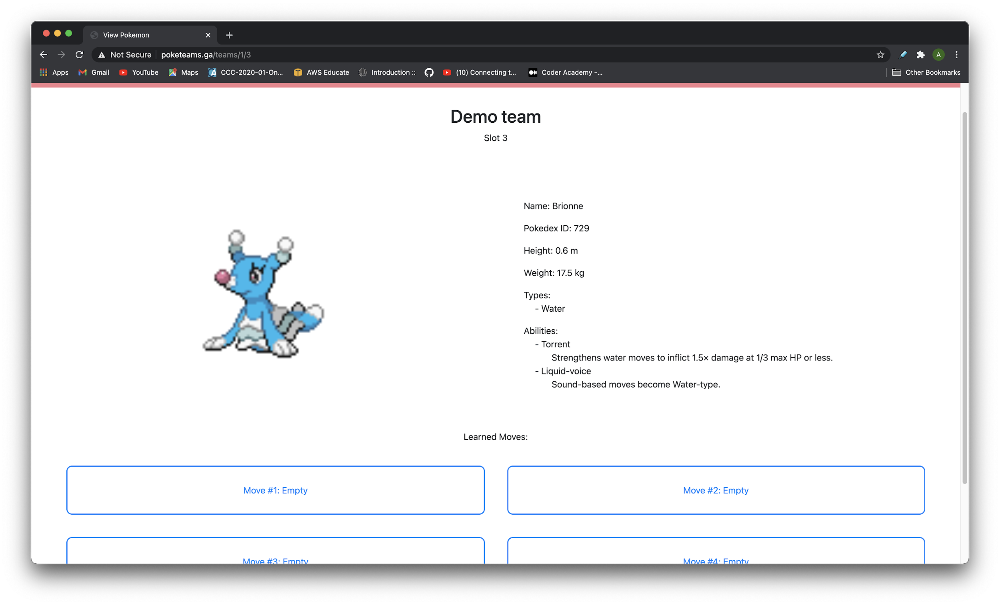 View Pokemon
Not Secure poketeams.ga/teams/1/3
A
Apps Gmail YouTube Maps CCC-2020-01-On... AWS Educate Introduction :: (10) Connecting t... Coder Academy -... Other Bookmarks
Demo team
Slot 3
Name: Brionne
Pokedex ID: 729
Height: 0.6 m
Weight: 17.5 kg
Types:
- Water
Abilities:
- Torrent
Strengthens water moves to inflict 1.5× damage at 1/3 max HP or less.
- Liquid-voice
Sound-based moves become Water-type.
Learned Moves:
Move #1: Empty
Move #2: Empty
Move #3: Empty
Move #4: Empty